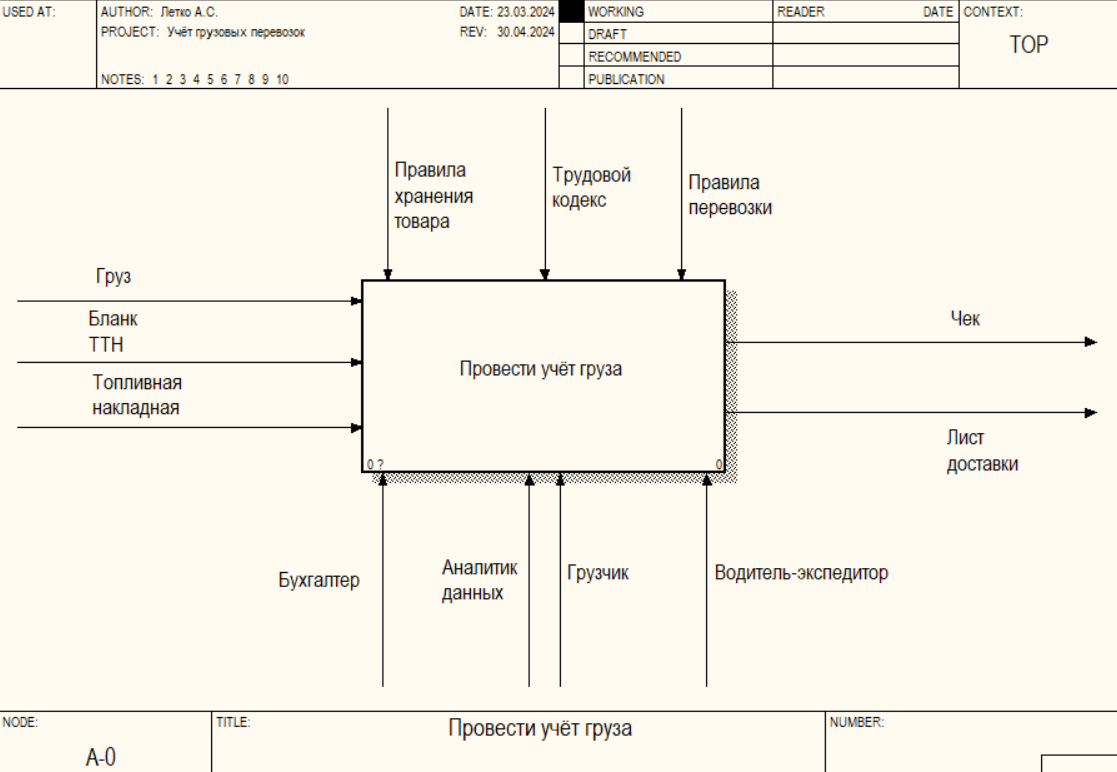 USED AT:
AUTHOR: Летко А.С.
DATE: 23.03.2024
PROJECT: Учёт грузовых перевозок
REV: 30.04.2024
NOTES: 1 2 3 4 5 6 7 8 9 10
WORKING
DRAFT
RECOMMENDED
PUBLICATION
READER
DATE
CONTEXT:
TOP
Правила
хранения
товара
Трудовой
кодекс
Правила
перевозки
Груз
Бланк
ТТН
Топливная
накладная
Провести учёт груза
0 ?
0
Чек
Лист
доставки
Бухгалтер
Аналитик
данных
Грузчик
Водитель-экспедитор
NODE:
A-0
TITLE:
Провести учёт груза
NUMBER: